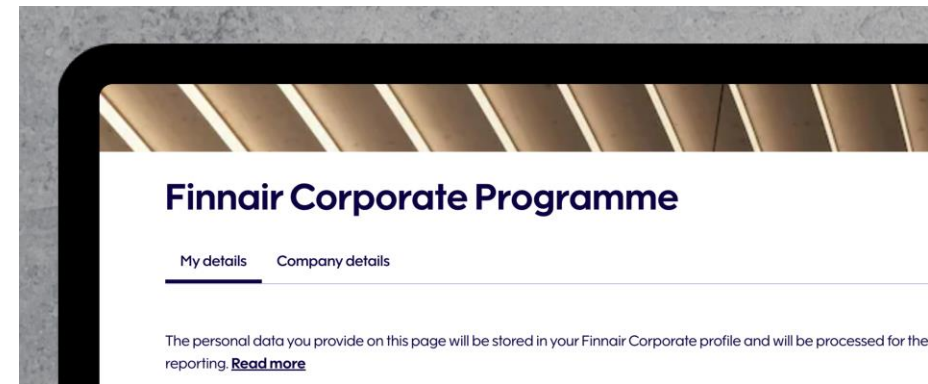 Finnair Corporate Programme
My details Company details
The personal data you provide on this page will be stored in your Finnair Corporate profile and will be processed for the
reporting. Read more